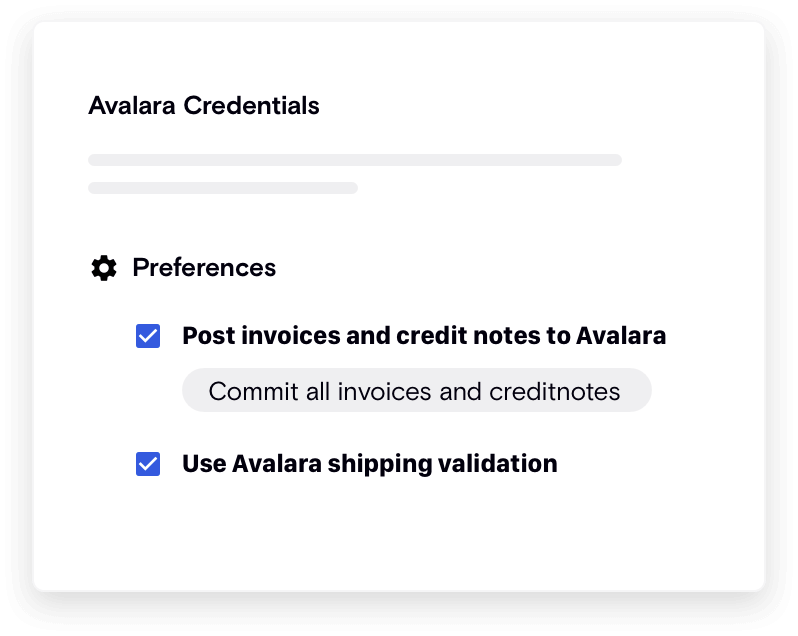 Avalara Credentials
Preferences
Post invoices and credit notes to Avalara
Commit all invoices and creditnotes
Use Avalara shipping validation